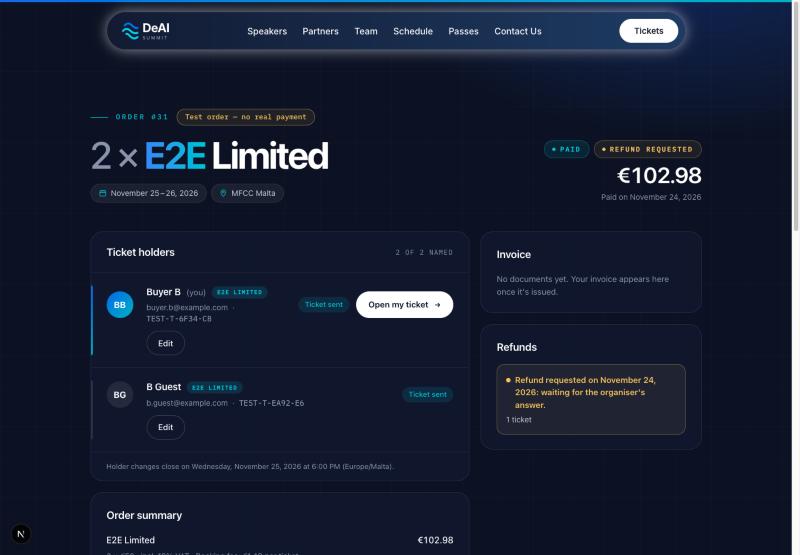 DeAI
SUMMIT
Speakers
Partners
Team
Schedule
Passes
Contact Us
Tickets
ORDER #31
Test order — no real payment
2 × E2E Limited
November 25–26, 2026
MFCC Malta
PAID
REFUND REQUESTED
€102.98
Paid on November 24, 2026
Ticket holders
2 OF 2 NAMED
BB
Buyer B (you) E2E LIMITED
buyer.b@example.com ·
TEST-T-6F34-C8
Ticket sent
Open my ticket →
Edit
BG
B Guest E2E LIMITED
b.guest@example.com · TEST-T-EA92-E6
Ticket sent
Edit
Holder changes close on Wednesday, November 25, 2026 at 6:00 PM (Europe/Malta).
Invoice
No documents yet. Your invoice appears here
once it's issued.
Refunds
Refund requested on November 24,
2026: waiting for the organiser's
answer.
1 ticket
Order summary
E2E Limited
€102.98
N